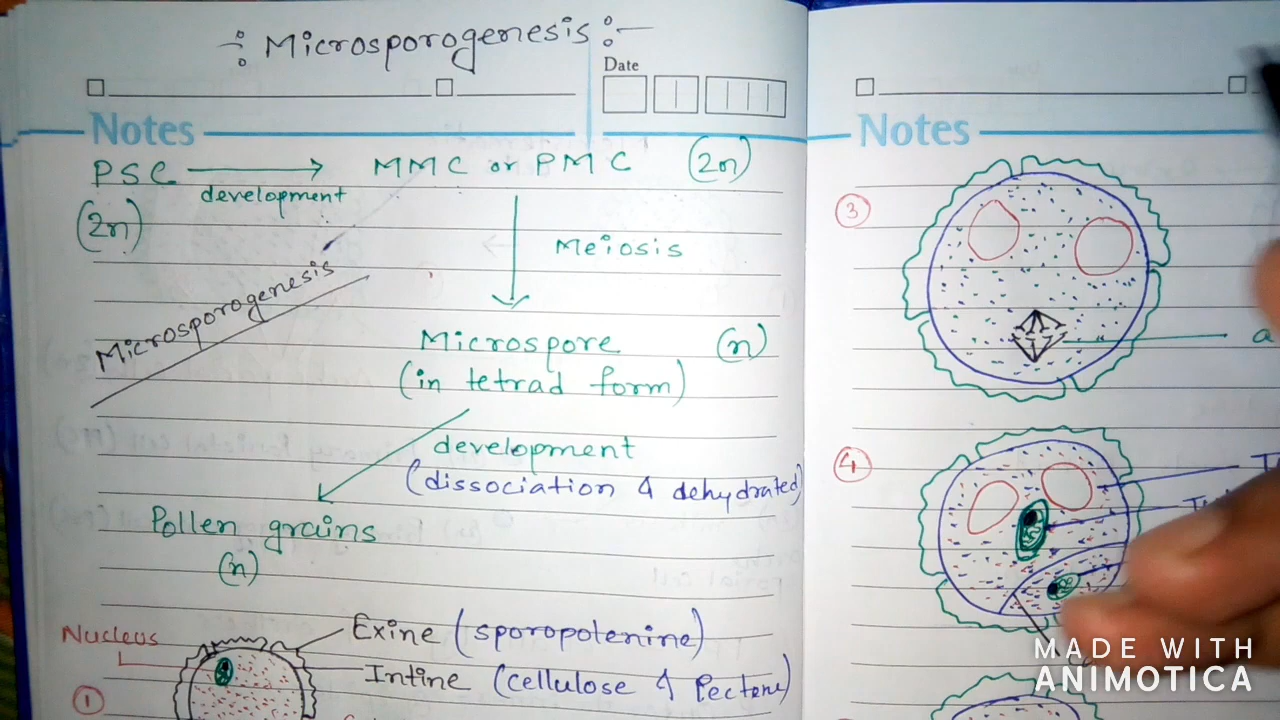 Microsporogenesis
Date
Notes
PSC → MMC or PMC (2n)
development
(2n)
Meiosis
Microsporogenesis
Microspore (n)
(in tetrad form)
development
(dissociation & dehydrated)
Pollen grains
(n)
Nucleus
Exine (sporopolenine)
Intine (cellulose & Pectone)
1
Notes
3
a
4
MADE WITH
ANIMOTICA